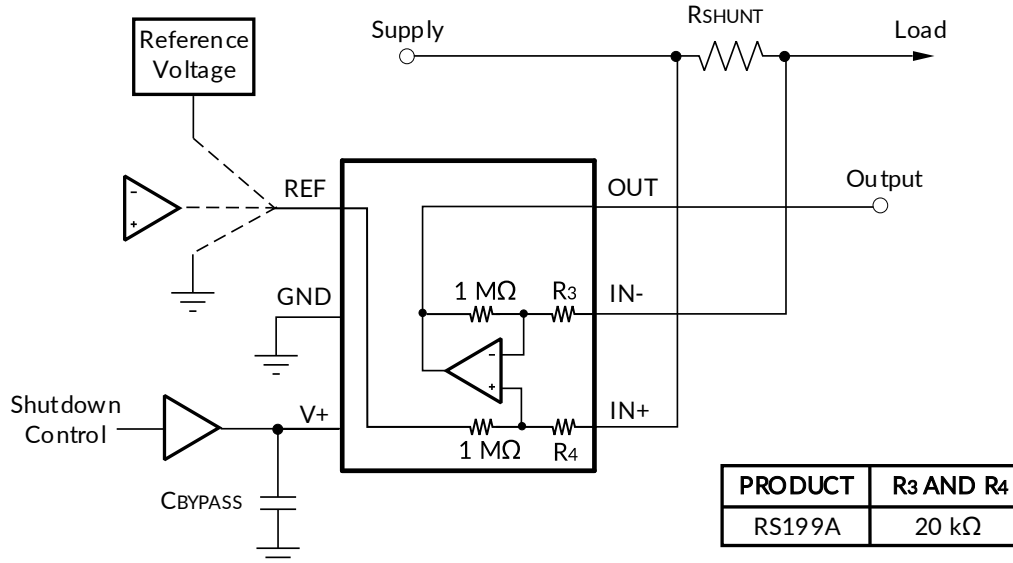 RSHUNT
Supply
Load
Reference
Voltage
REF
OUT
Output
-
+
GND
1 MΩ
R3
IN-
-
+
Shutdown
Control
V+
IN+
1 MΩ
R4
CBYPASS
PRODUCT R3 AND R4
RS199A 20 kΩ